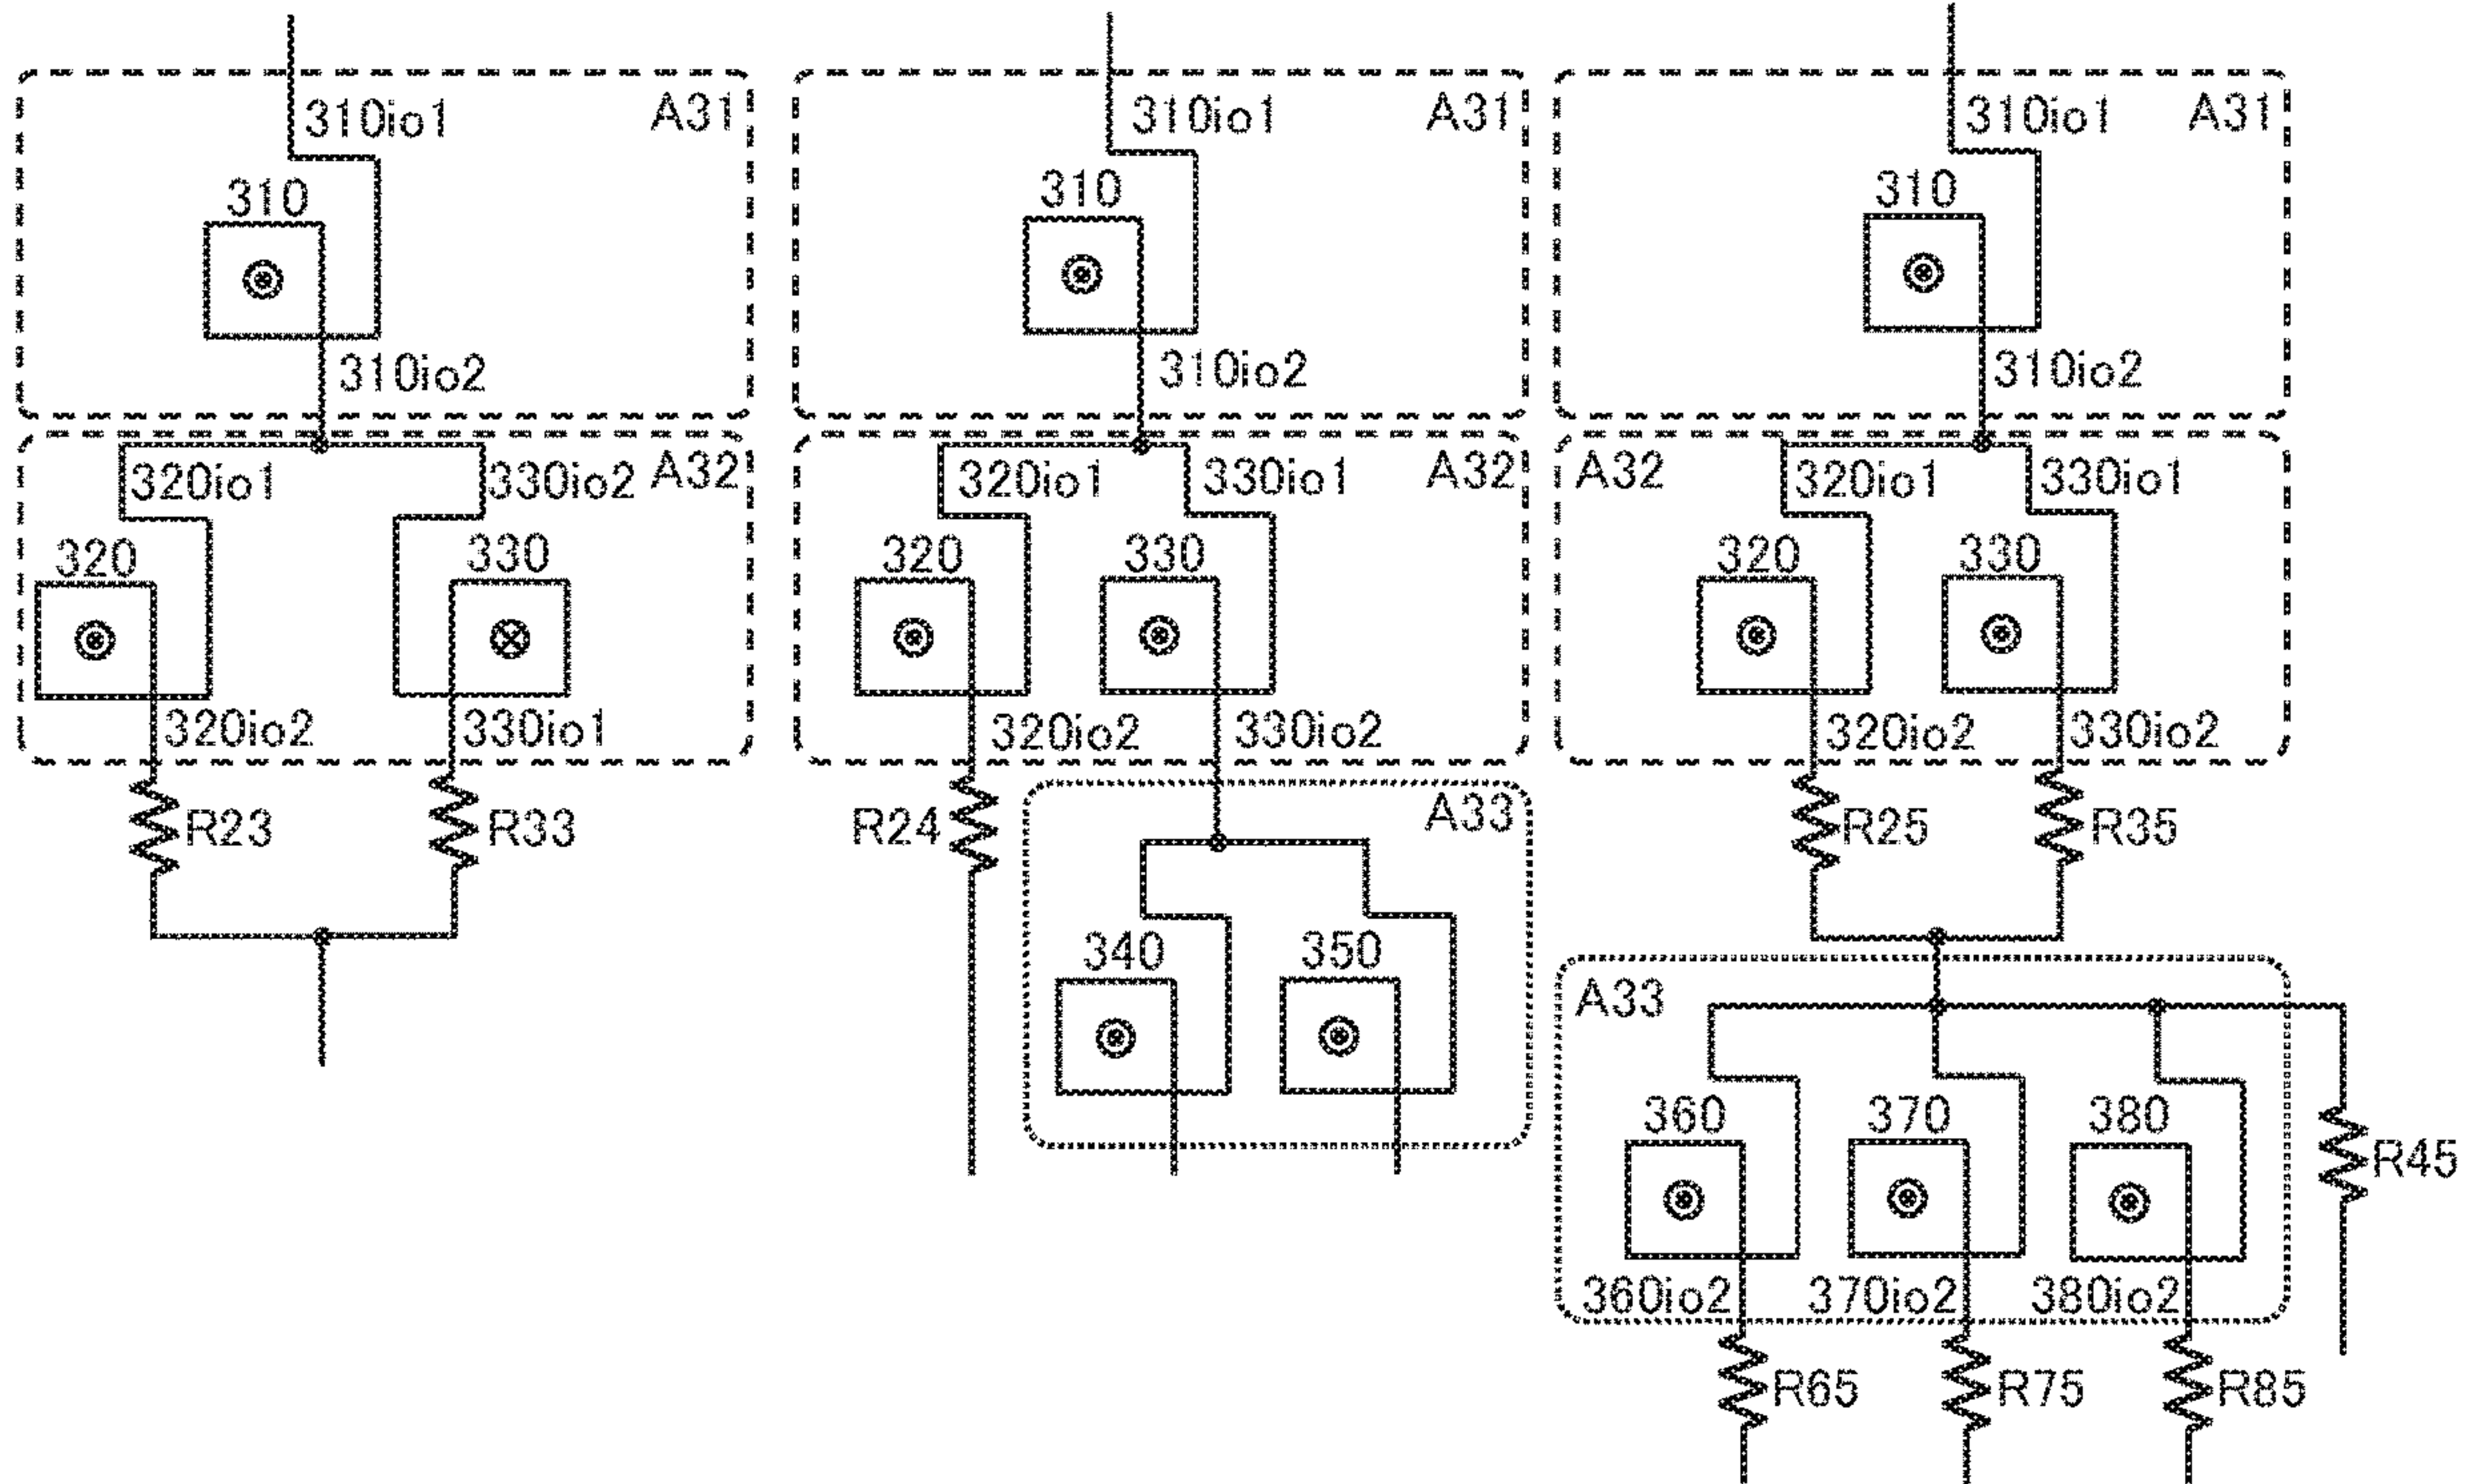 310io1 A31
310
310io2
320io1 330io2 A32
320 330
320io2 330io1
R23 R33
310io1 A31
310
310io2
320io1 330io1 A32
320 330
320io2 330io2
R24 A33
340 350
310io1 A31
310
310io2
A32 320io1 330io1
320 330
320io2 330io2
R25 R35
A33
360 370 380
R45
360io2 370io2 380io2
R65 R75 R85